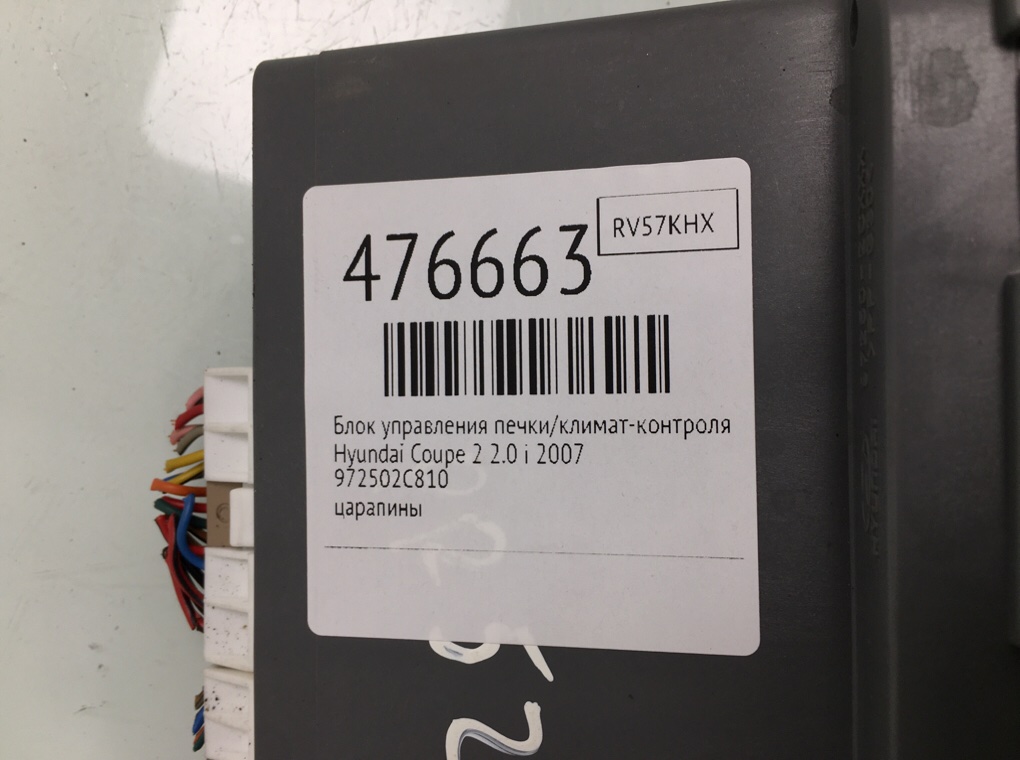 476663
RV57KHX
Блок управления печки/климат-контроля
Hyundai Coupe 2 2.0 i 2007
972502C810
царапины